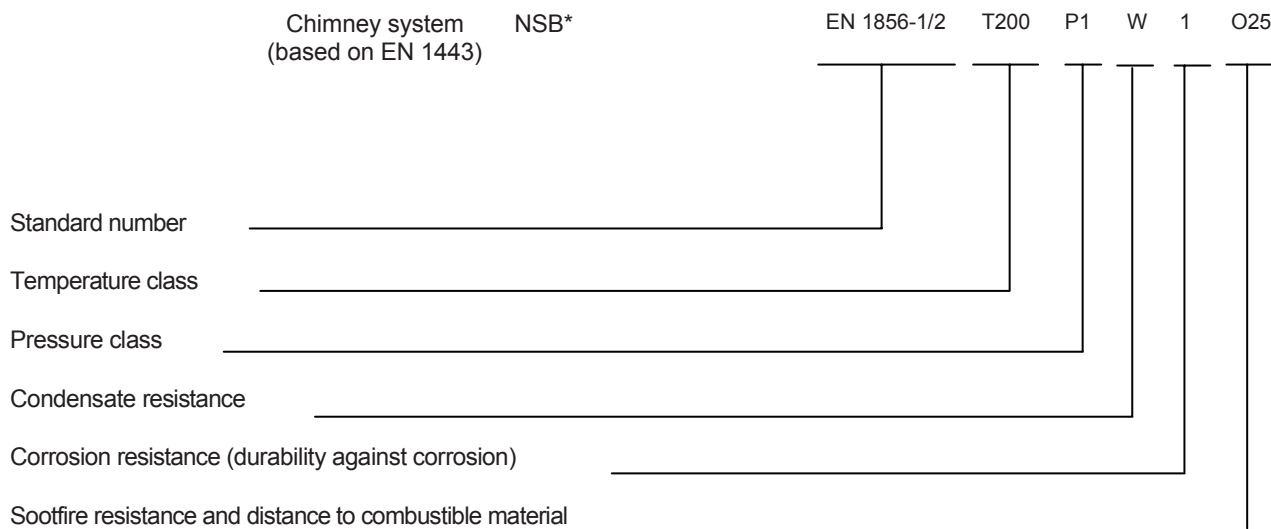 Chimney system NSB* EN 1856-1/2 T200 P1 W 1 O25
(based on EN 1443)
Standard number
Temperature class
Pressure class
Condensate resistance
Corrosion resistance (durability against corrosion)
Sootfire resistance and distance to combustible material